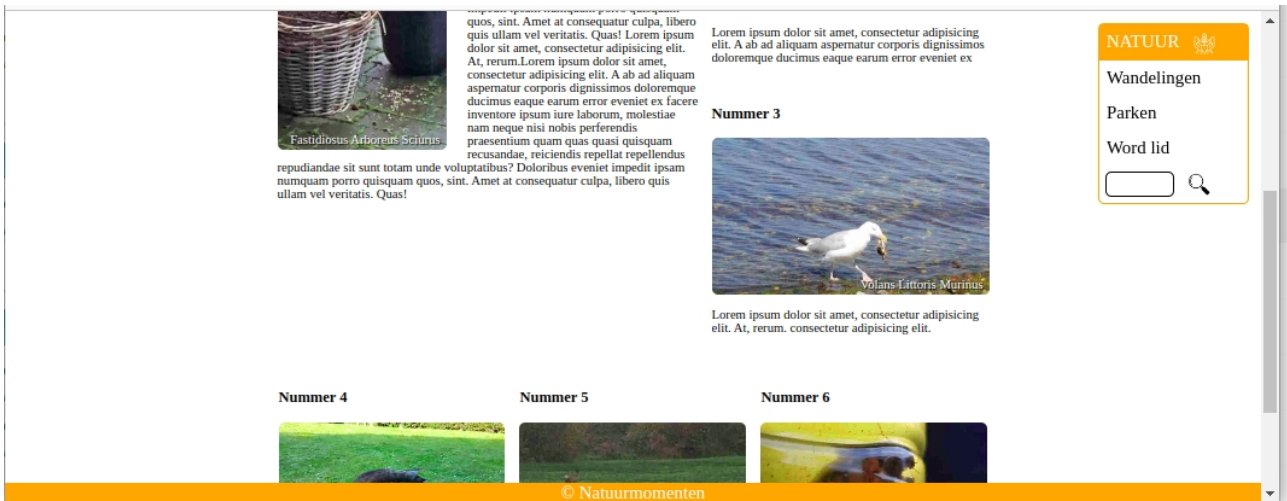 quos, sint. Amet at consequatur culpa, libero
quis ullam vel veritatis. Quas! Lorem ipsum
dolor sit amet, consectetur adipisicing elit.
At, rerum.Lorem ipsum dolor sit amet,
consectetur adipisicing elit. A ab ad aliquam
aspernatur corporis dignissimos doloremque
ducimus eaque earum error eveniet ex facere
inventore ipsum iure laborum, molestiae
nam neque nisi nobis perferendis
praesentium quam quas quasi quisquam
recusandae, reiciendis repellat repellendus
repudiandae sit sunt totam unde voluptatibus? Doloribus eveniet impedit ipsam
numquam porro quisquam quos, sint. Amet at consequatur culpa, libero quis
ullam vel veritatis. Quas!
Fastidiosus Arboreus Sciurus
Lorem ipsum dolor sit amet, consectetur adipisicing
elit. A ab ad aliquam aspernatur corporis dignissimos
doloremque ducimus eaque earum error eveniet ex
Nummer 3
Volans Littoris Murinus
Lorem ipsum dolor sit amet, consectetur adipisicing
elit. At, rerum. consectetur adipisicing elit.
NATUUR
Wandelingen
Parken
Word lid
Nummer 4
Nummer 5
Nummer 6
© Natuurmomenten